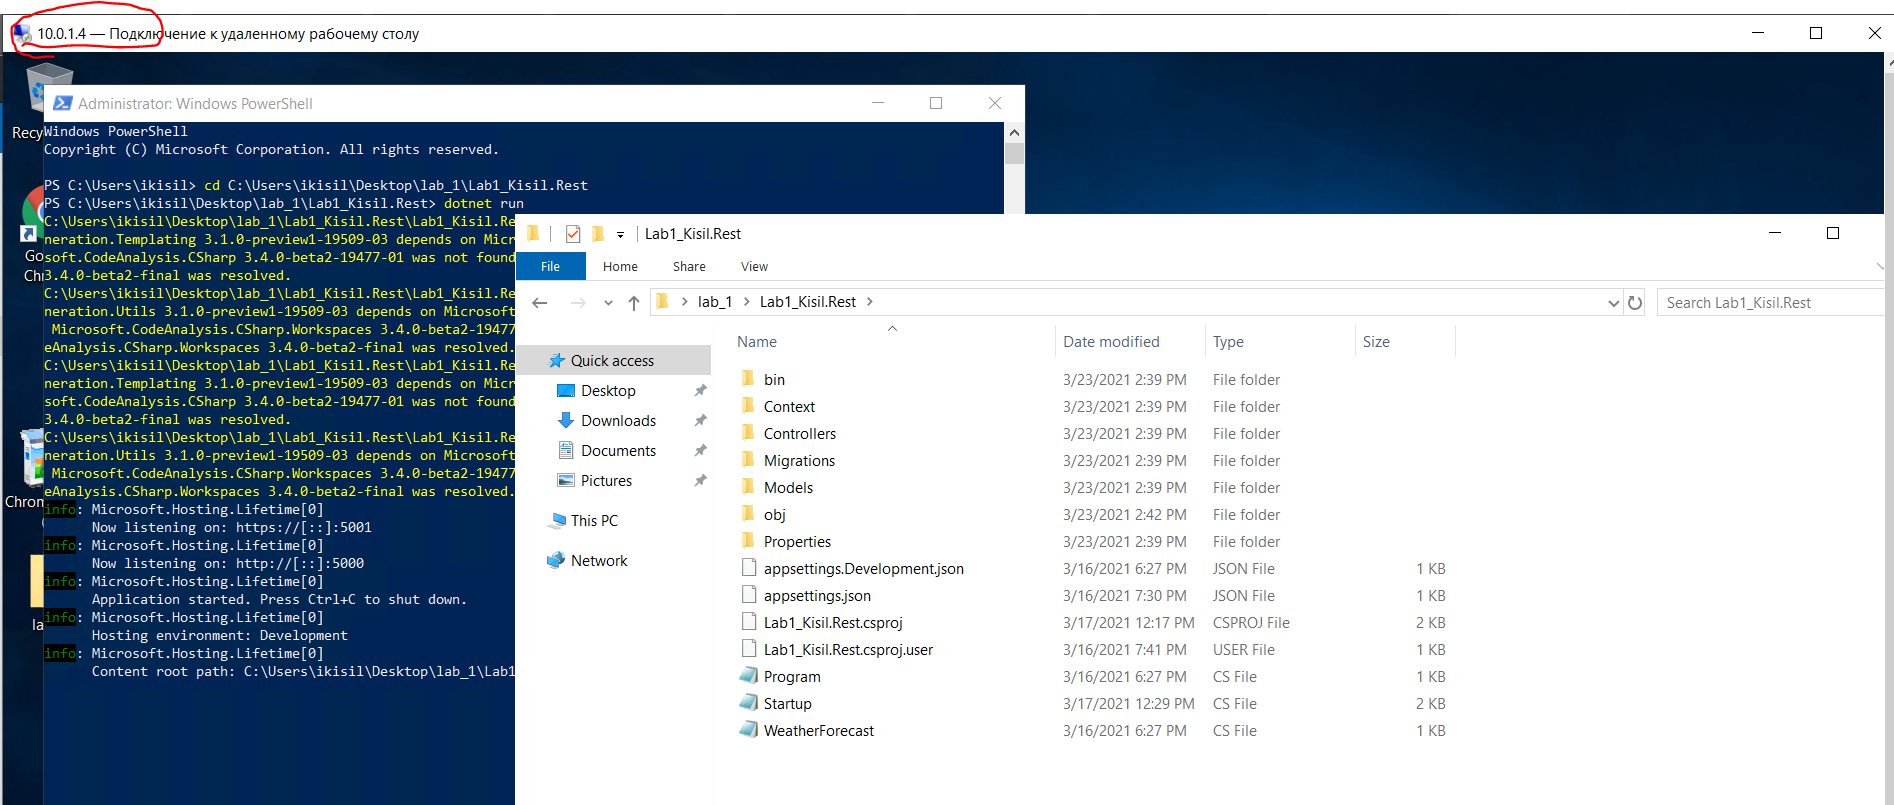 10.0.1.4 — Подключение к удаленному рабочему столу
Administrator: Windows PowerShell
Windows PowerShell
Copyright (C) Microsoft Corporation. All rights reserved.
PS C:\Users\ikisil> cd C:\Users\ikisil\Desktop\lab_1\Lab1_Kisil.Rest
PS C:\Users\ikisil\Desktop\lab_1\Lab1_Kisil.Rest> dotnet run
C:\Users\ikisil\Desktop\lab_1\Lab1_Kisil.Rest\Lab1_Kisil.Re
neration.Templating 3.1.0-preview1-19509-03 depends on Micr
soft.CodeAnalysis.CSharp 3.4.0-beta2-19477-01 was not found
3.4.0-beta2-final was resolved.
C:\Users\ikisil\Desktop\lab_1\Lab1_Kisil.Rest\Lab1_Kisil.Re
neration.Utils 3.1.0-preview1-19509-03 depends on Microsoft
Microsoft.CodeAnalysis.CSharp.Workspaces 3.4.0-beta2-19477
eAnalysis.CSharp.Workspaces 3.4.0-beta2-final was resolved.
C:\Users\ikisil\Desktop\lab_1\Lab1_Kisil.Rest\Lab1_Kisil.Re
neration.Templating 3.1.0-preview1-19509-03 depends on Micr
soft.CodeAnalysis.CSharp 3.4.0-beta2-19477-01 was not found
3.4.0-beta2-final was resolved.
C:\Users\ikisil\Desktop\lab_1\Lab1_Kisil.Rest\Lab1_Kisil.Re
neration.Utils 3.1.0-preview1-19509-03 depends on Microsoft
Microsoft.CodeAnalysis.CSharp.Workspaces 3.4.0-beta2-19477
eAnalysis.CSharp.Workspaces 3.4.0-beta2-final was resolved.
info: Microsoft.Hosting.Lifetime[0]
Now listening on: https://[::]:5001
info: Microsoft.Hosting.Lifetime[0]
Now listening on: http://[::]:5000
info: Microsoft.Hosting.Lifetime[0]
Application started. Press Ctrl+C to shut down.
info: Microsoft.Hosting.Lifetime[0]
Hosting environment: Development
info: Microsoft.Hosting.Lifetime[0]
Content root path: C:\Users\ikisil\Desktop\lab_1\Lab1
Recy
Go
Ch
Chrom
la
Lab1_Kisil.Rest
File Home Share View
lab_1 Lab1_Kisil.Rest
Search Lab1_Kisil.Rest
Quick access
Desktop
Downloads
Documents
Pictures
This PC
Network
Name Date modified Type Size
bin 3/23/2021 2:39 PM File folder
Context 3/23/2021 2:39 PM File folder
Controllers 3/23/2021 2:39 PM File folder
Migrations 3/23/2021 2:39 PM File folder
Models 3/23/2021 2:39 PM File folder
obj 3/23/2021 2:42 PM File folder
Properties 3/23/2021 2:39 PM File folder
appsettings.Development.json 3/16/2021 6:27 PM JSON File 1 KB
appsettings.json 3/16/2021 7:30 PM JSON File 1 KB
Lab1_Kisil.Rest.csproj 3/17/2021 12:17 PM CSPROJ File 2 KB
Lab1_Kisil.Rest.csproj.user 3/16/2021 7:41 PM USER File 1 KB
Program 3/16/2021 6:27 PM CS File 1 KB
Startup 3/17/2021 12:29 PM CS File 2 KB
WeatherForecast 3/16/2021 6:27 PM CS File 1 KB